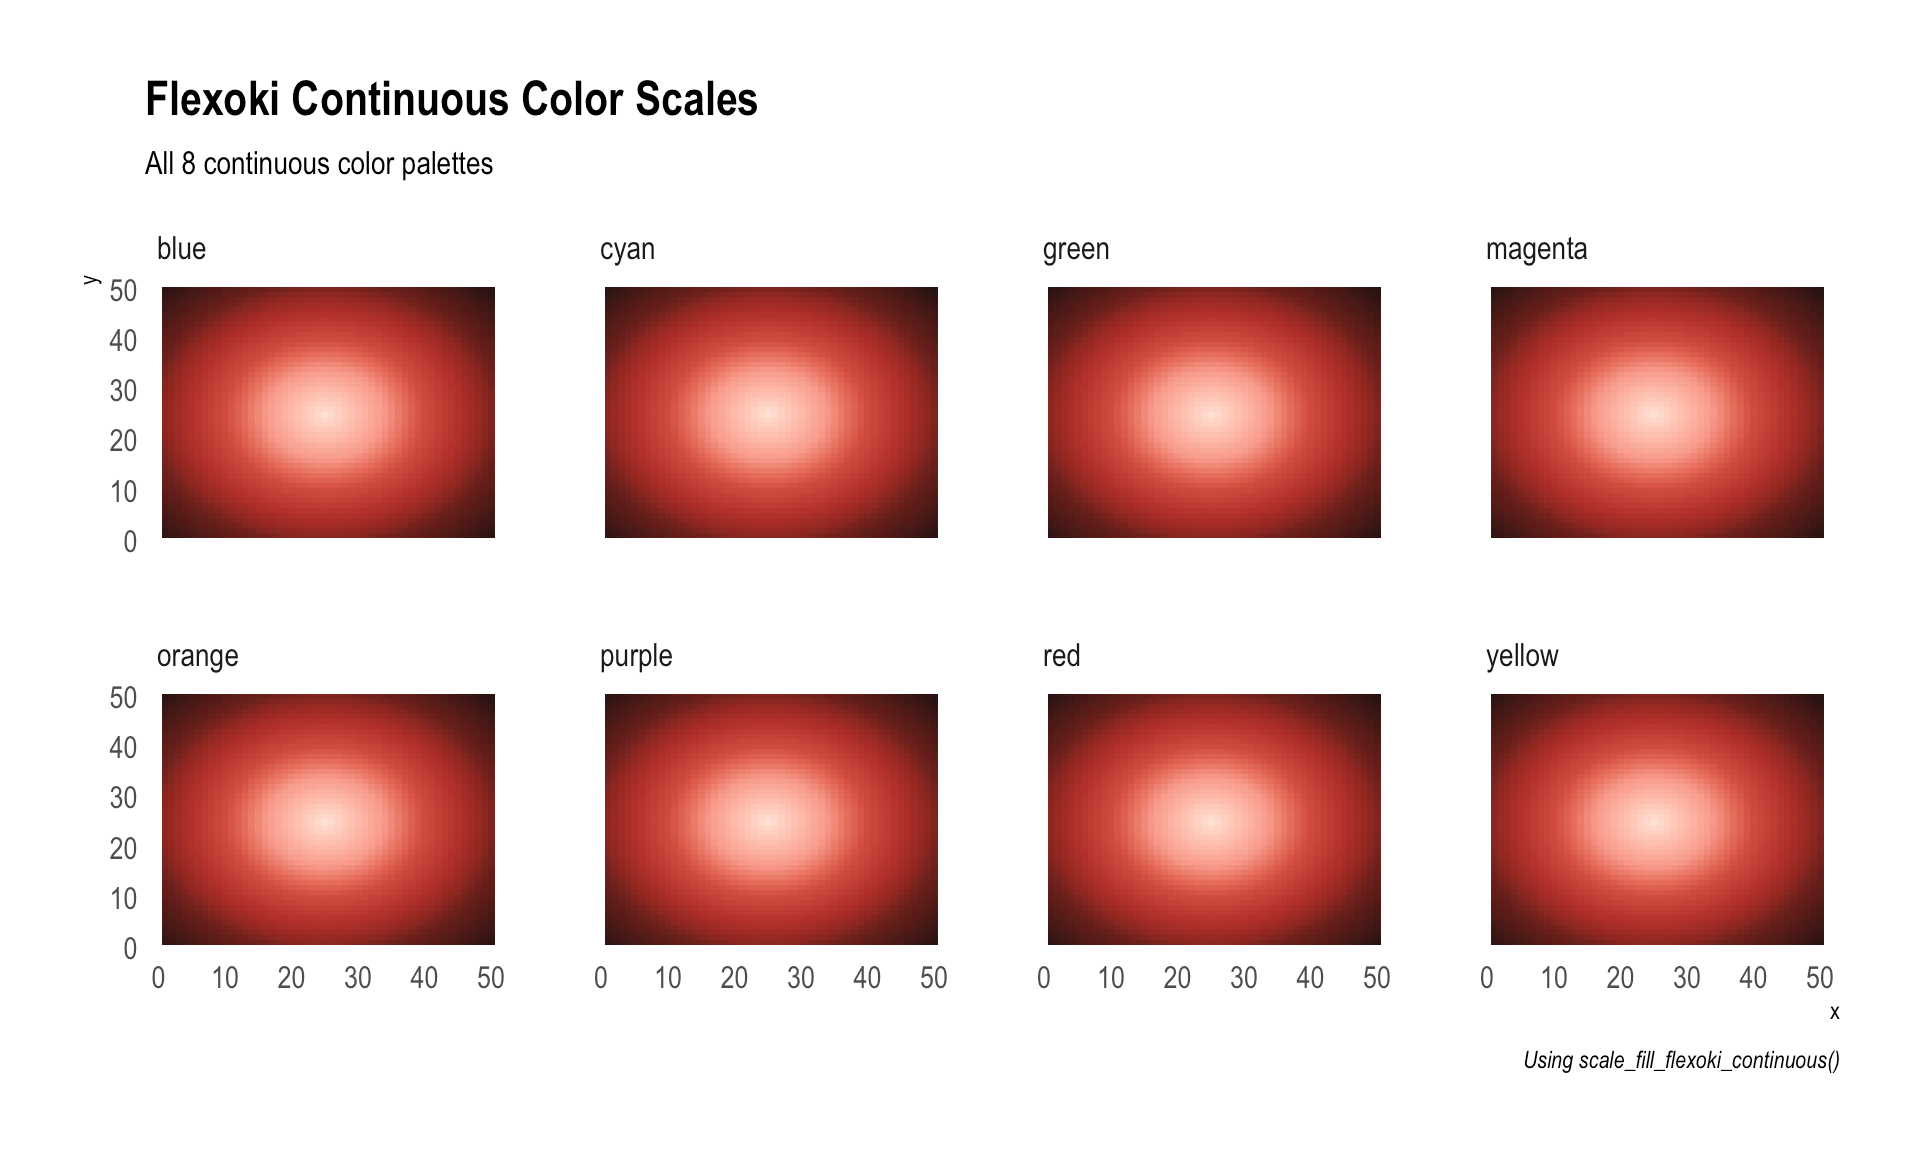 Flexoki Continuous Color Scales
All 8 continuous color palettes
blue cyan green magenta
y
50
40
30
20
10
0
orange purple red yellow
50
40
30
20
10
0
0 10 20 30 40 50 0 10 20 30 40 50 0 10 20 30 40 50 0 10 20 30 40 50
x
Using scale_fill_flexoki_continuous()